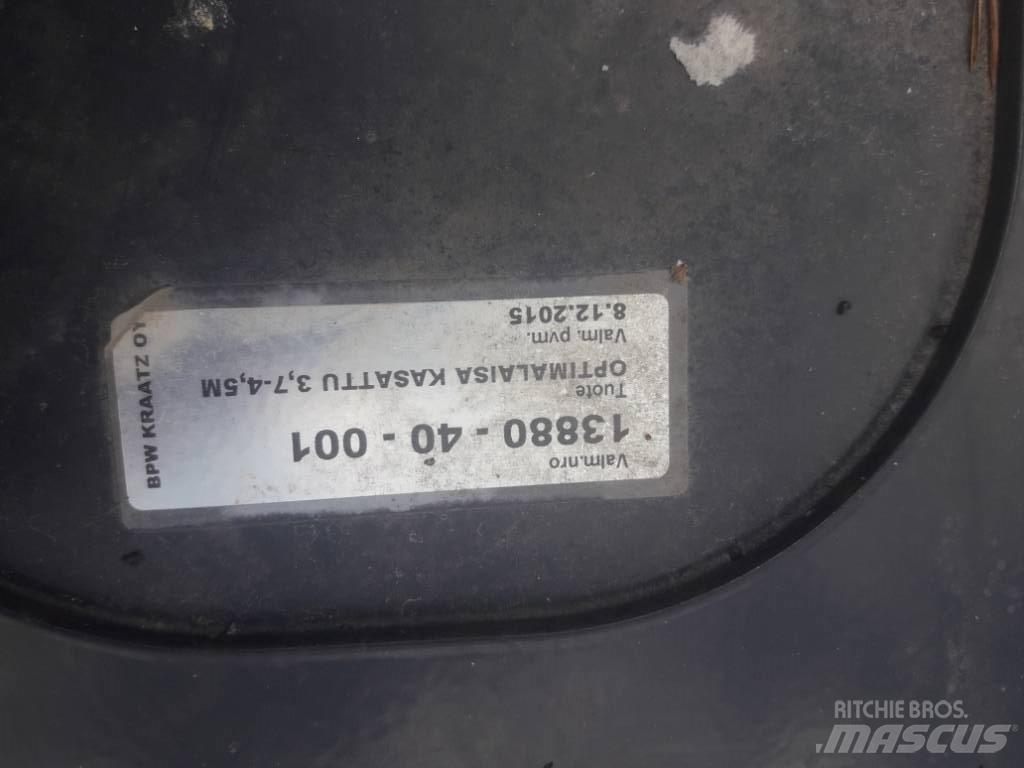 Valm.nro
13880 - 40 - 001
Tuote
OPTIMALAISA KASATTU 3,7-4,5M
Valm. pvm.
8.12.2015
BPW KRAATZ OY
RITCHIE BROS.
MASCUS